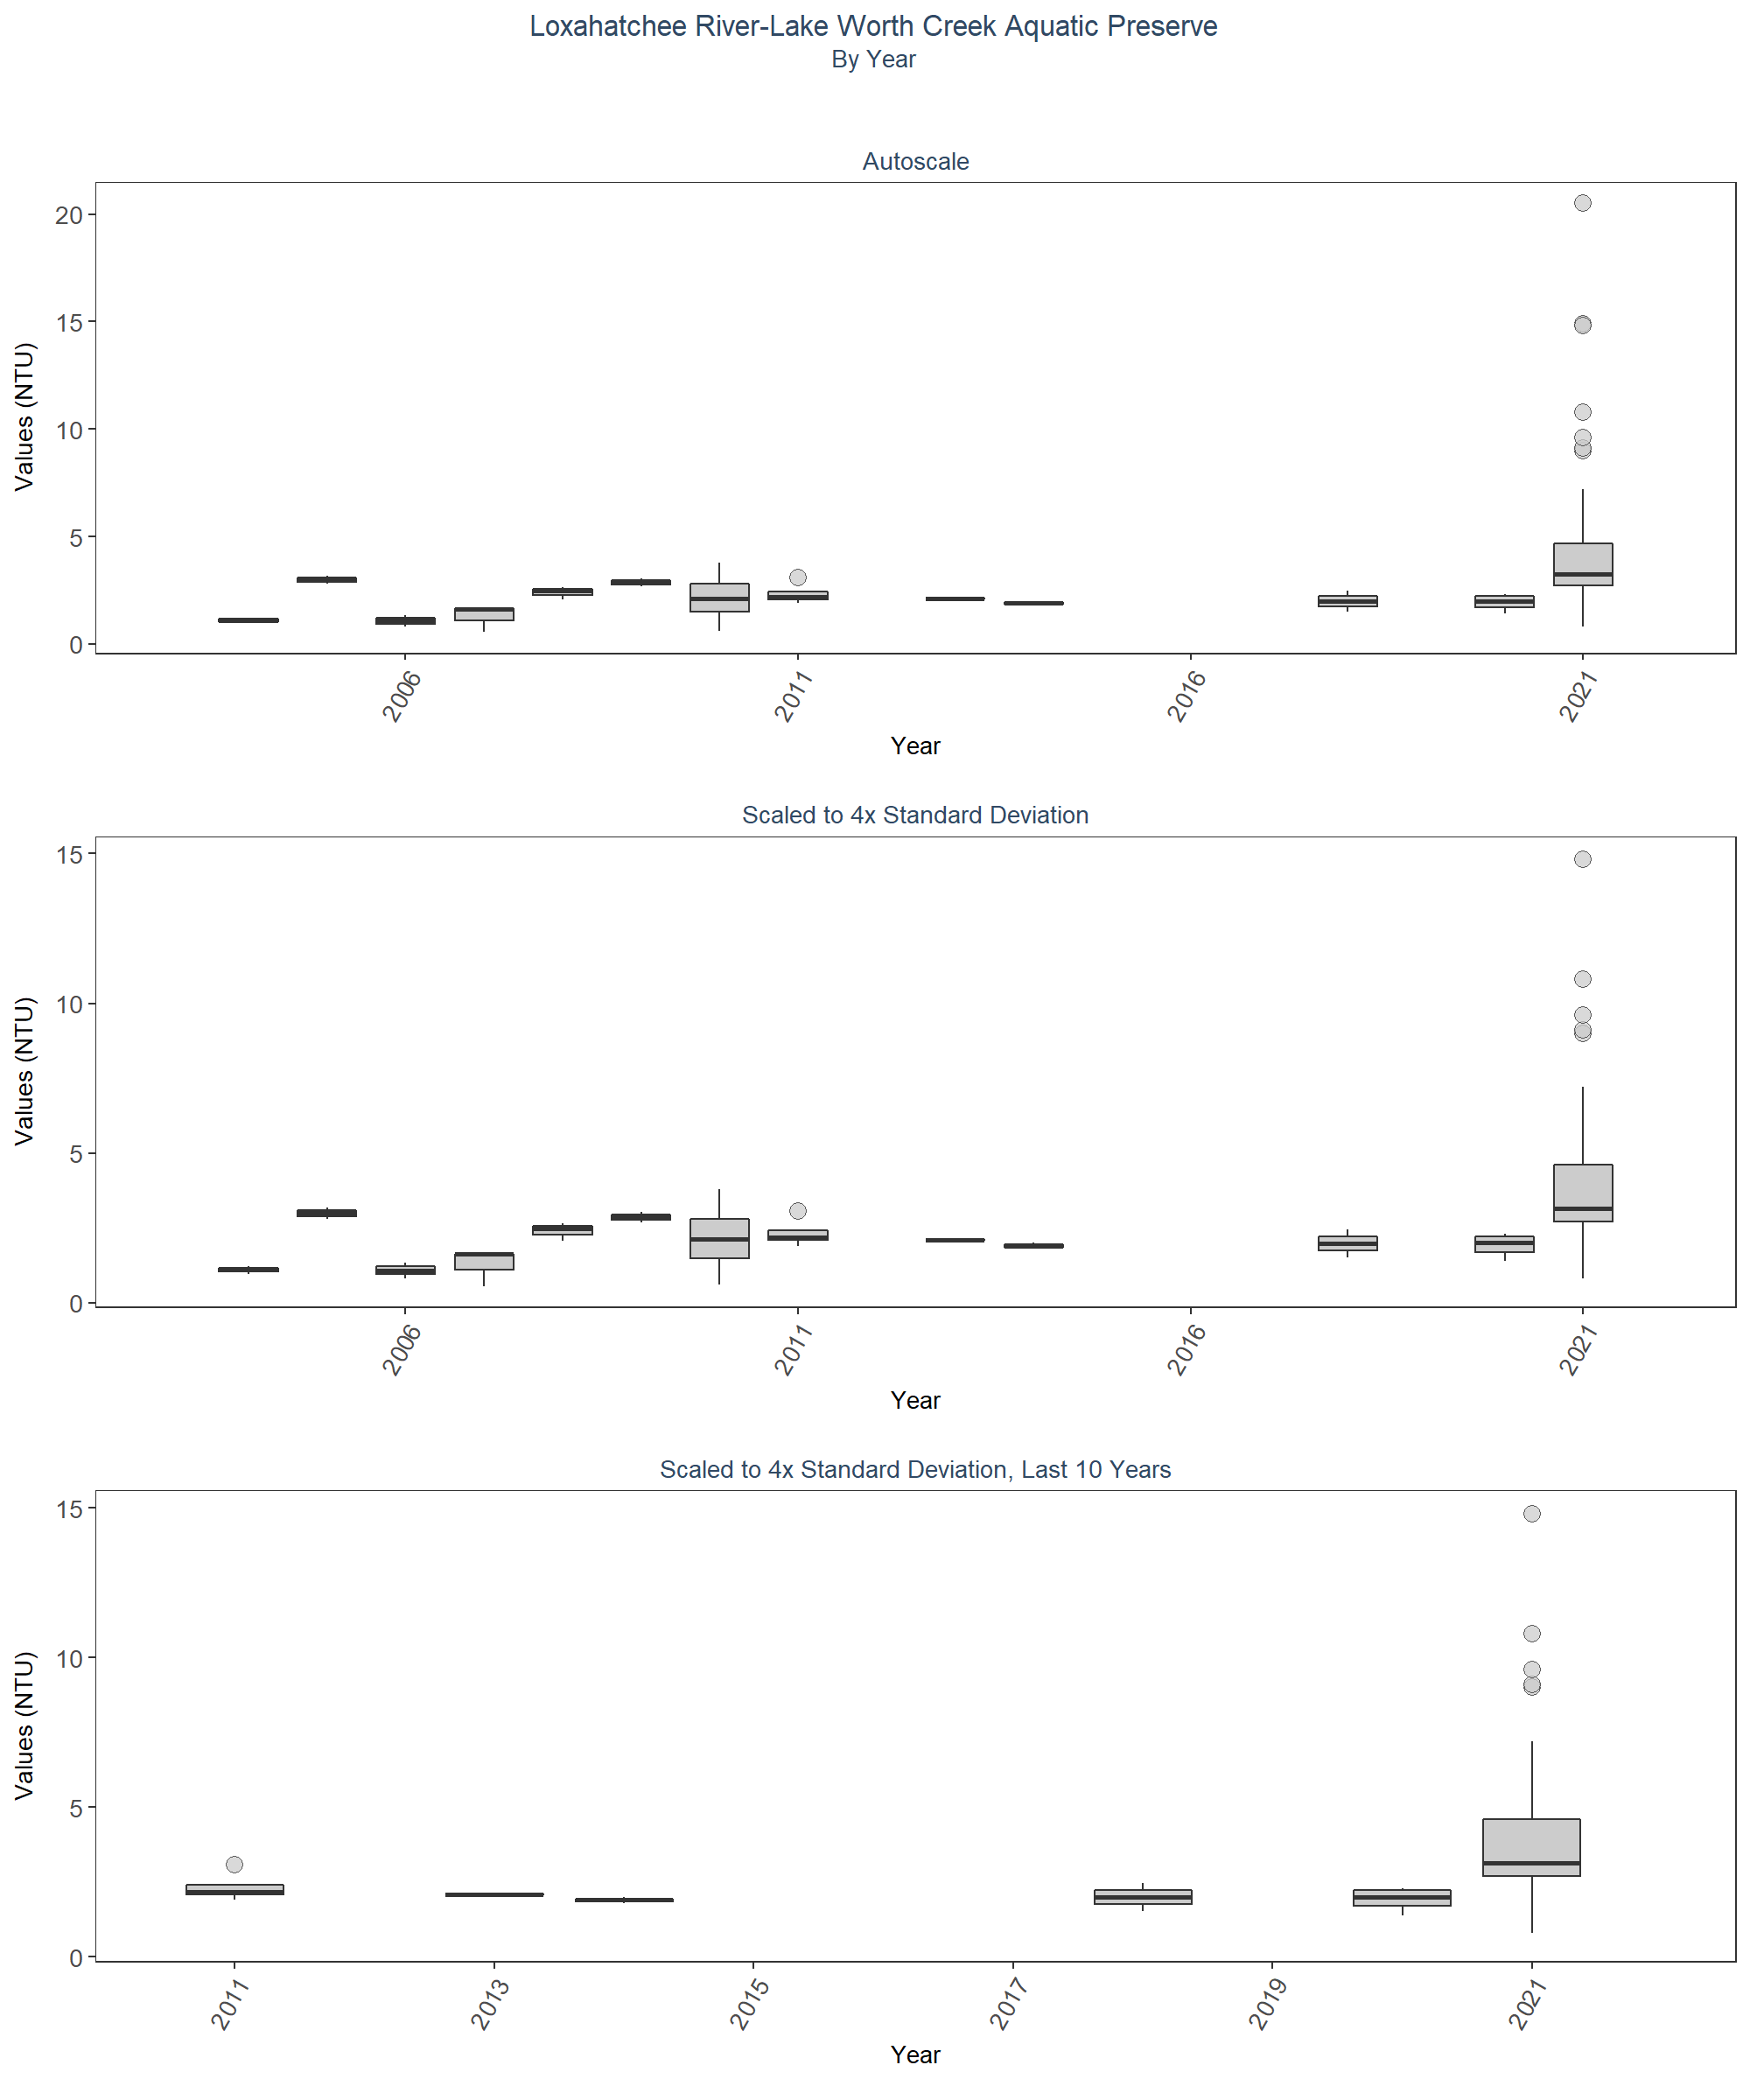 Loxahatchee River-Lake Worth Creek Aquatic Preserve
By Year
Autoscale
20
15
10
5
0
Values (NTU)
2006 2011 2016 2021
Year
Scaled to 4x Standard Deviation
15
10
5
0
Values (NTU)
2006 2011 2016 2021
Year
Scaled to 4x Standard Deviation, Last 10 Years
15
10
5
0
Values (NTU)
2011 2013 2015 2017 2019 2021
Year